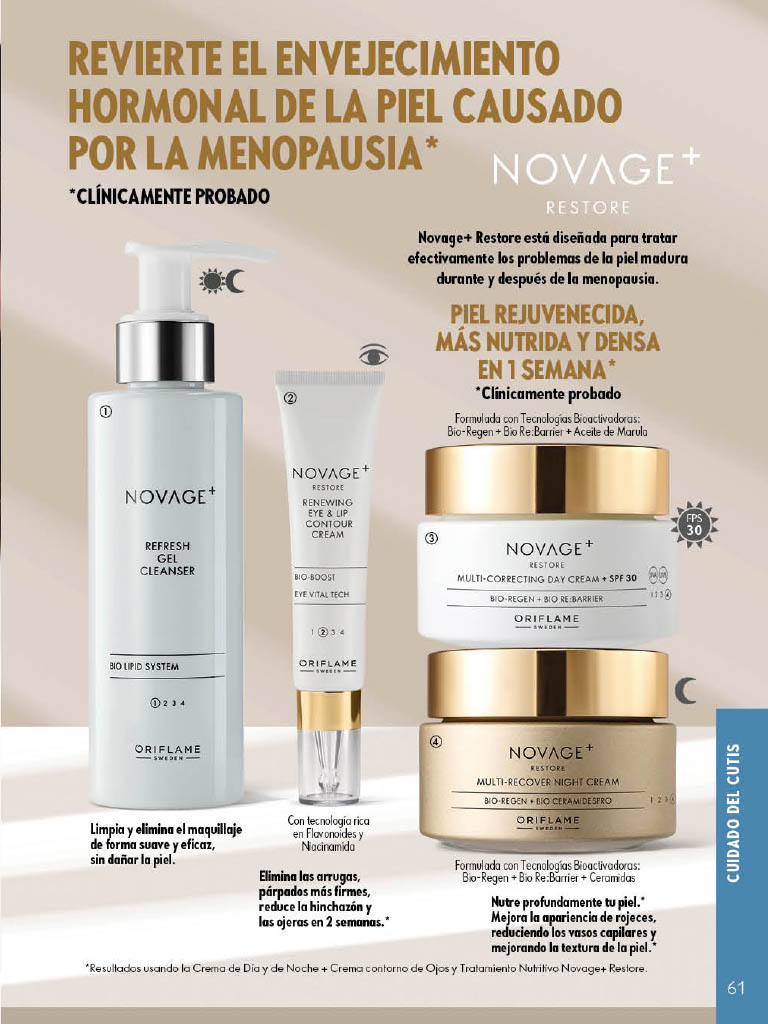 REVIERTE EL ENVEJECIMIENTO
HORMONAL DE LA PIEL CAUSADO
POR LA MENOPAUSIA*
*CLÍNICAMENTE PROBADO
NOVAGE+
RESTORE
Novage+ Restore está diseñada para tratar
efectivamente los problemas de la piel madura
durante y después de la menopausia.
PIEL REJUVENECIDA,
MÁS NUTRIDA Y DENSA
EN 1 SEMANA*
*Clínicamente probado
Formulada con Tecnologías Bioactivadoras:
Bio-Regen + Bio Re:Barrier + Aceite de Marula
①
NOVAGE+
REFRESH
GEL
CLEANSER
BIO LIPID SYSTEM
①234
ORIFLAME
SWEDEN
Limpia y elimina el maquillaje
de forma suave y eficaz,
sin dañar la piel.
②
NOVAGE+
RESTORE
RENEWING
EYE & LIP
CONTOUR
CREAM
BIO-BOOST
EYE VITAL TECH
1②34
ORIFLAME
SWEDEN
Con tecnología rica
en Flavonoides y
Niacinamida
Elimina las arrugas,
párpados más firmes,
reduce la hinchazón y
las ojeras en 2 semanas.*
③
FPS
30
NOVAGE+
RESTORE
MULTI-CORRECTING DAY CREAM + SPF 30
UVA UVB
BIO-REGEN + BIO RE:BARRIER
123④
ORIFLAME
SWEDEN
④
NOVAGE+
RESTORE
MULTI-RECOVER NIGHT CREAM
BIO-REGEN + BIO CERAMIDESPRO
123④
ORIFLAME
SWEDEN
Formulada con Tecnologías Bioactivadoras:
Bio-Regen + Bio Re:Barrier + Ceramidas
Nutre profundamente tu piel.*
Mejora la apariencia de rojeces,
reduciendo los vasos capilares y
mejorando la textura de la piel.*
*Resultados usando la Crema de Día y de Noche + Crema contorno de Ojos y Tratamiento Nutritivo Novage+ Restore.
CUIDADO DEL CUTIS
61